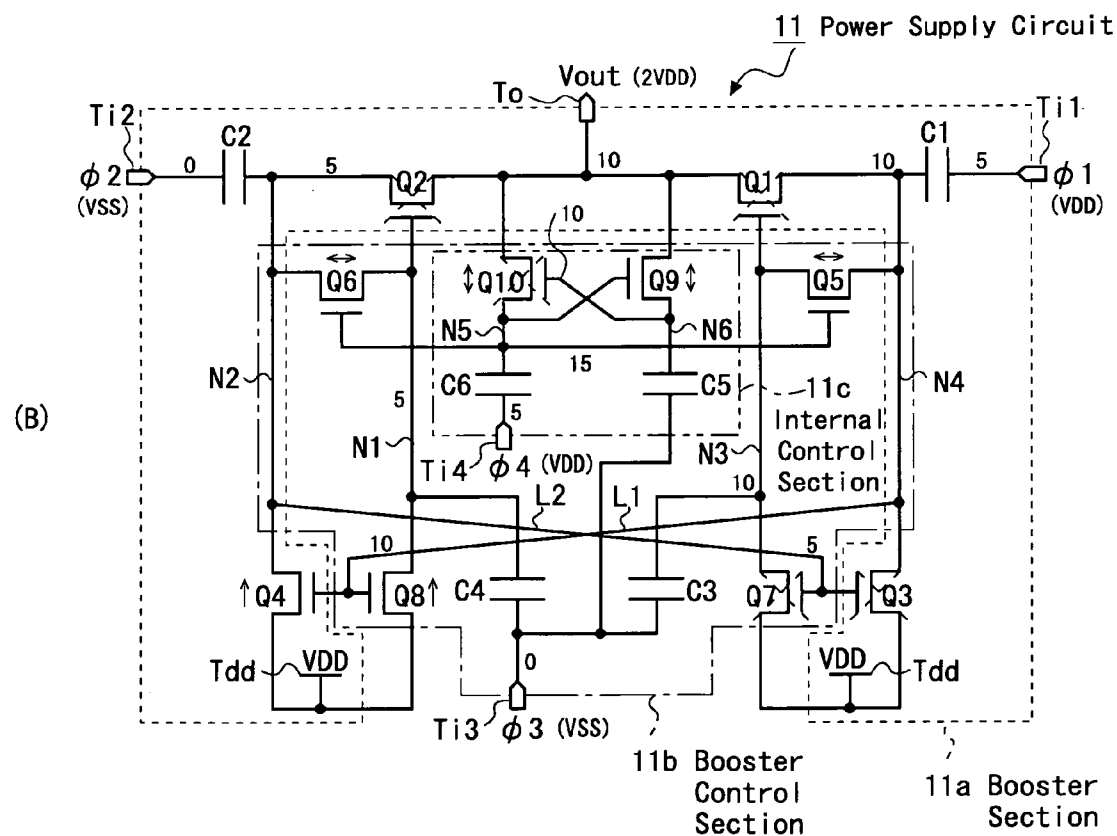 11 Power Supply Circuit
Vout (2VDD)
To
Ti2
Ti1
C2
C1
0
5
10
10
5
ϕ2
(VSS)
Q2
Q1
ϕ1
(VDD)
10
Q6
Q10
Q9
Q5
N5
N6
15
N2
C6
C5
11c
Internal
Control
Section
N4
(B)
5
5
N1
N3
Ti4
ϕ4 (VDD)
10
L2
L1
10
5
Q4
Q8
C4
C3
Q7
Q3
Tdd
VDD
0
VDD
Tdd
Ti3
ϕ3 (VSS)
11b Booster
Control
Section
11a Booster
Section